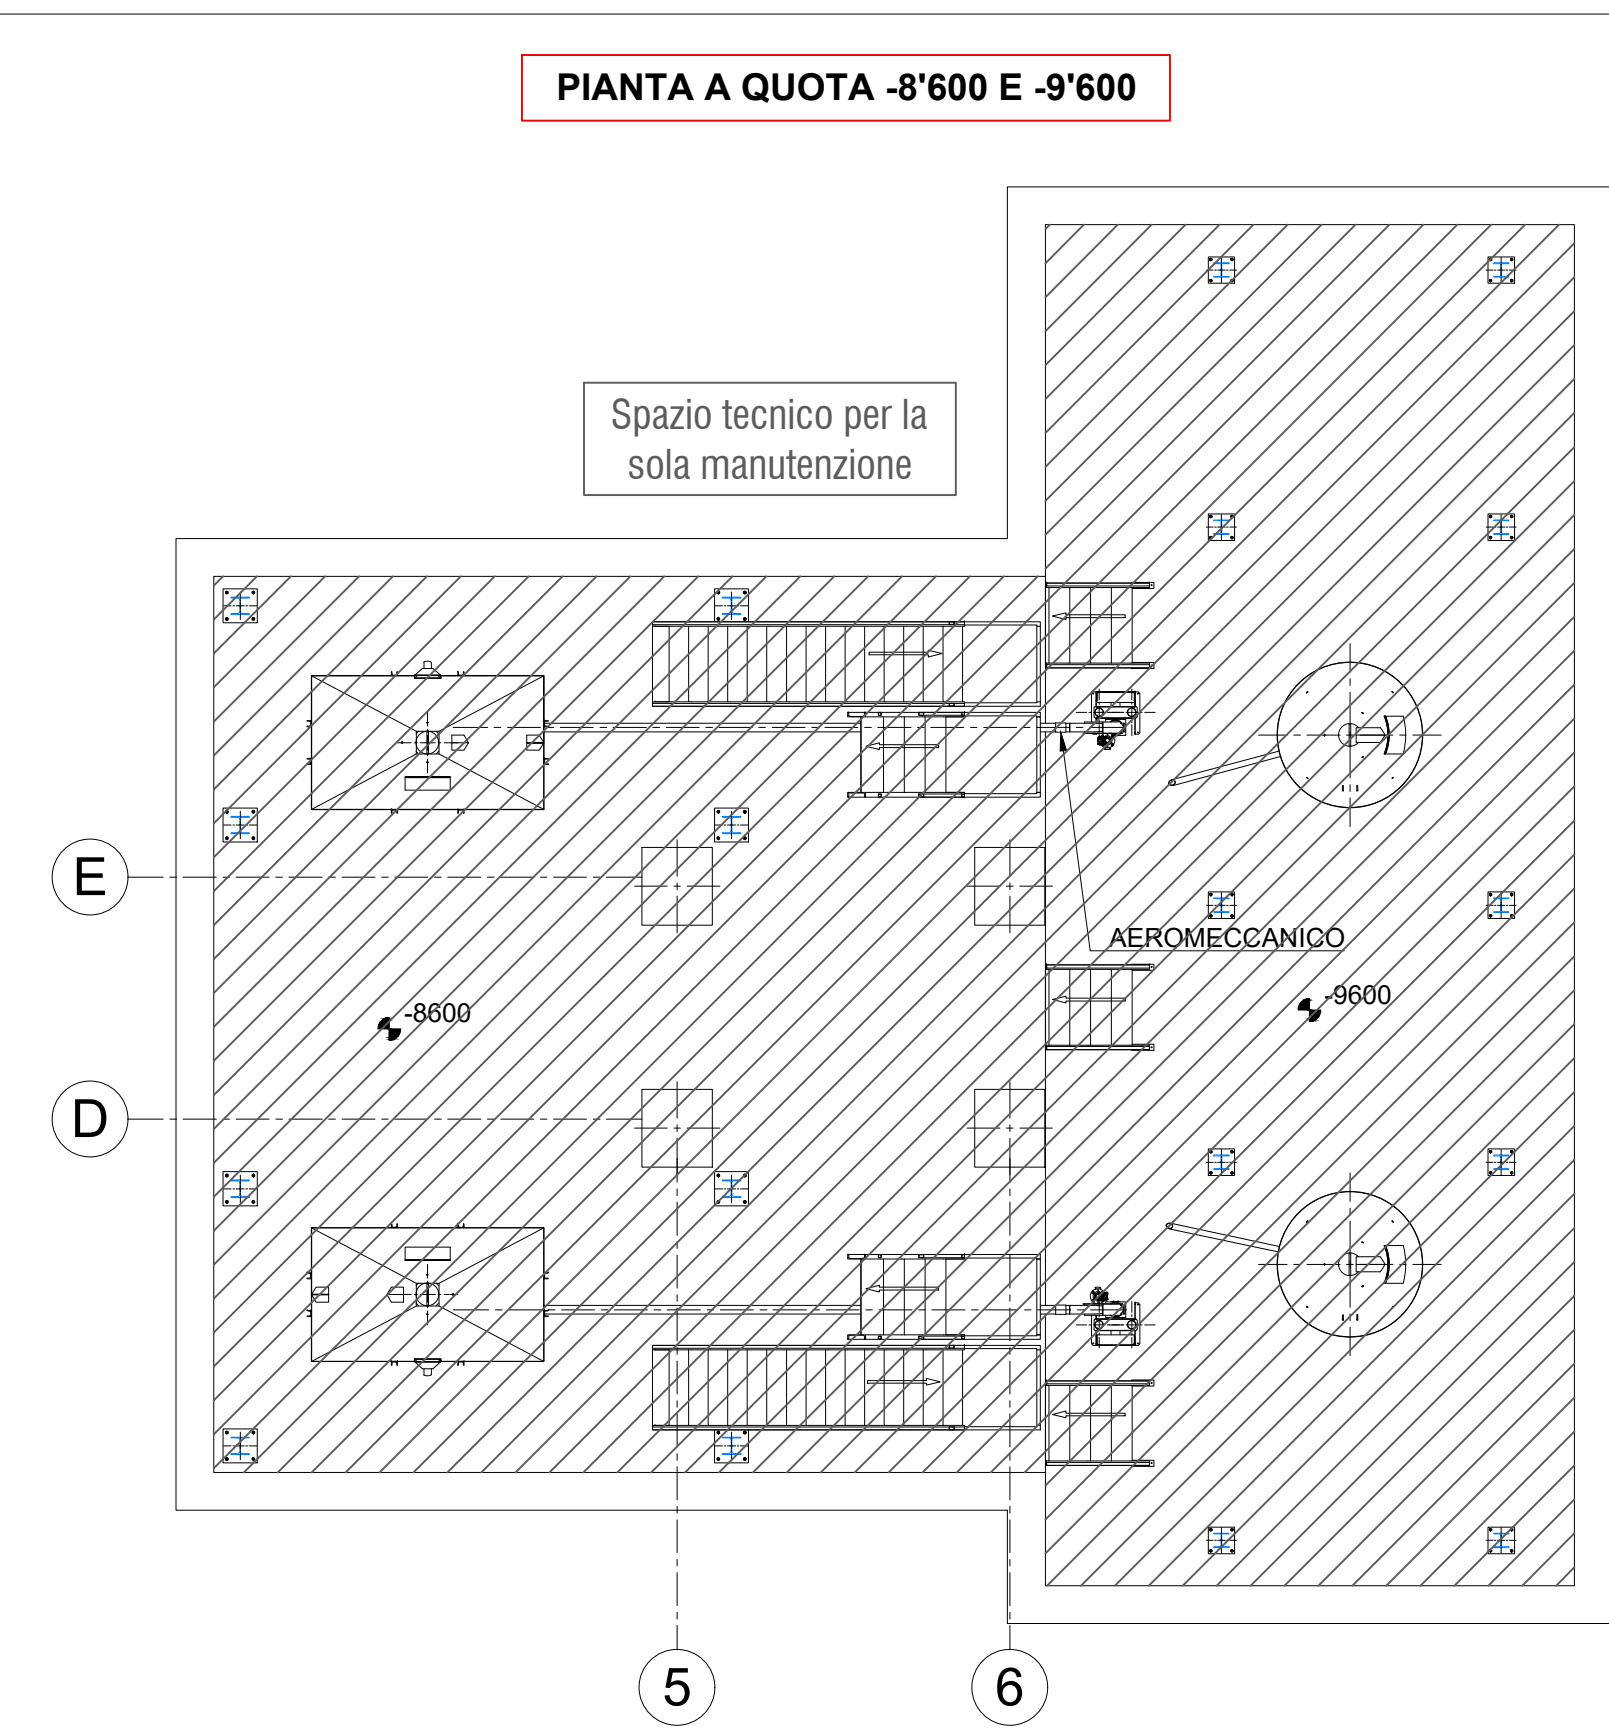 PIANTA A QUOTA -8'600 E -9'600
Spazio tecnico per la
sola manutenzione
E
AEROMECCANICO
-8600
-9600
D
5
6